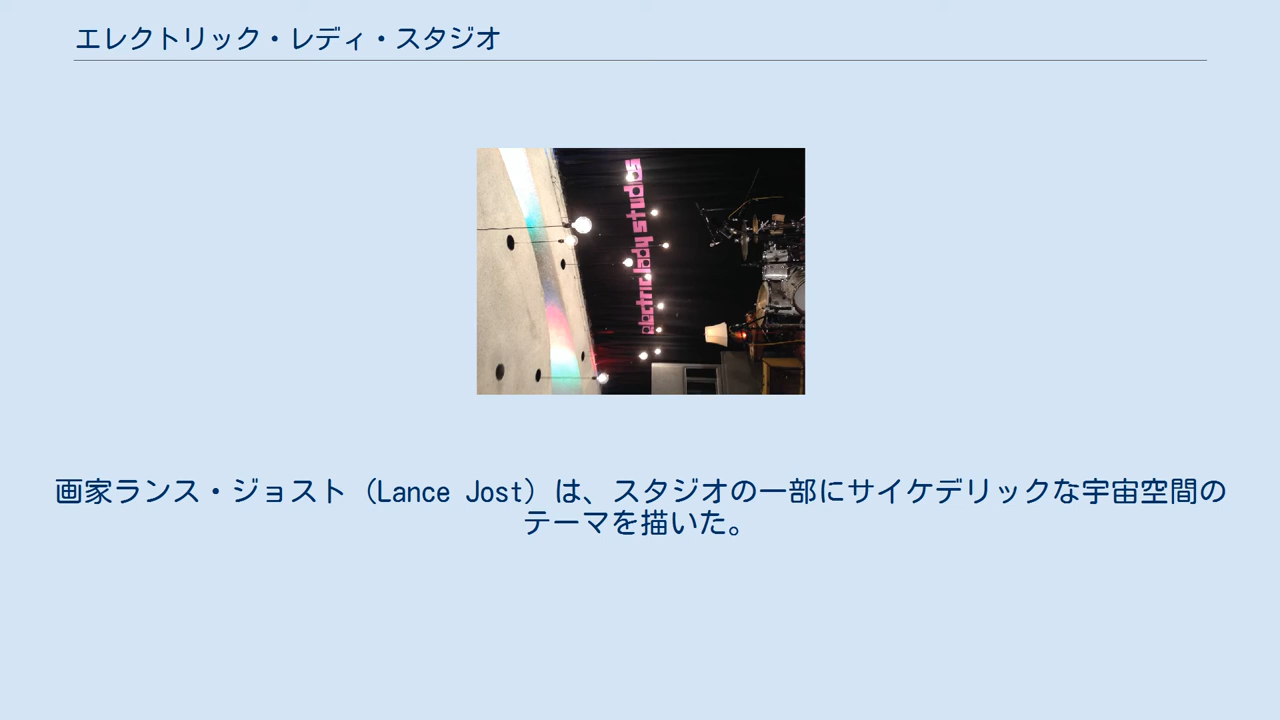 エレクトリック・レディ・スタジオ
electric lady studios
画家ランス・ジョスト（Lance Jost）は、スタジオの一部にサイケデリックな宇宙空間の
テーマを描いた。